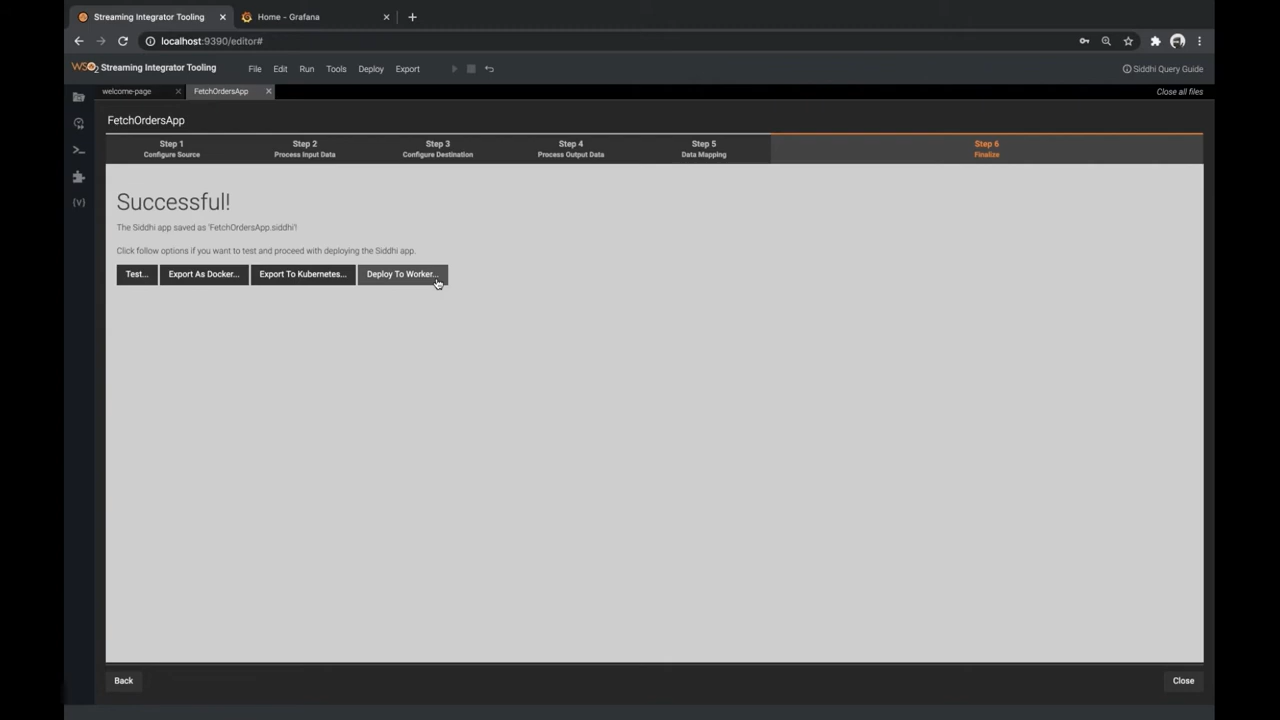 Streaming Integrator Tooling
Home - Grafana
localhost:9390/editor#
WSO2 Streaming Integrator Tooling
File Edit Run Tools Deploy Export
Siddhi Query Guide
welcome-page
FetchOrdersApp
Close all files
FetchOrdersApp
Step 1
Configure Source
Step 2
Process Input Data
Step 3
Configure Destination
Step 4
Process Output Data
Step 5
Data Mapping
Step 6
Finalize
Successful!
The Siddhi app saved as 'FetchOrdersApp.siddhi'!
Click follow options if you want to test and proceed with deploying the Siddhi app.
Test... Export As Docker... Export To Kubernetes... Deploy To Worker...
Back
Close